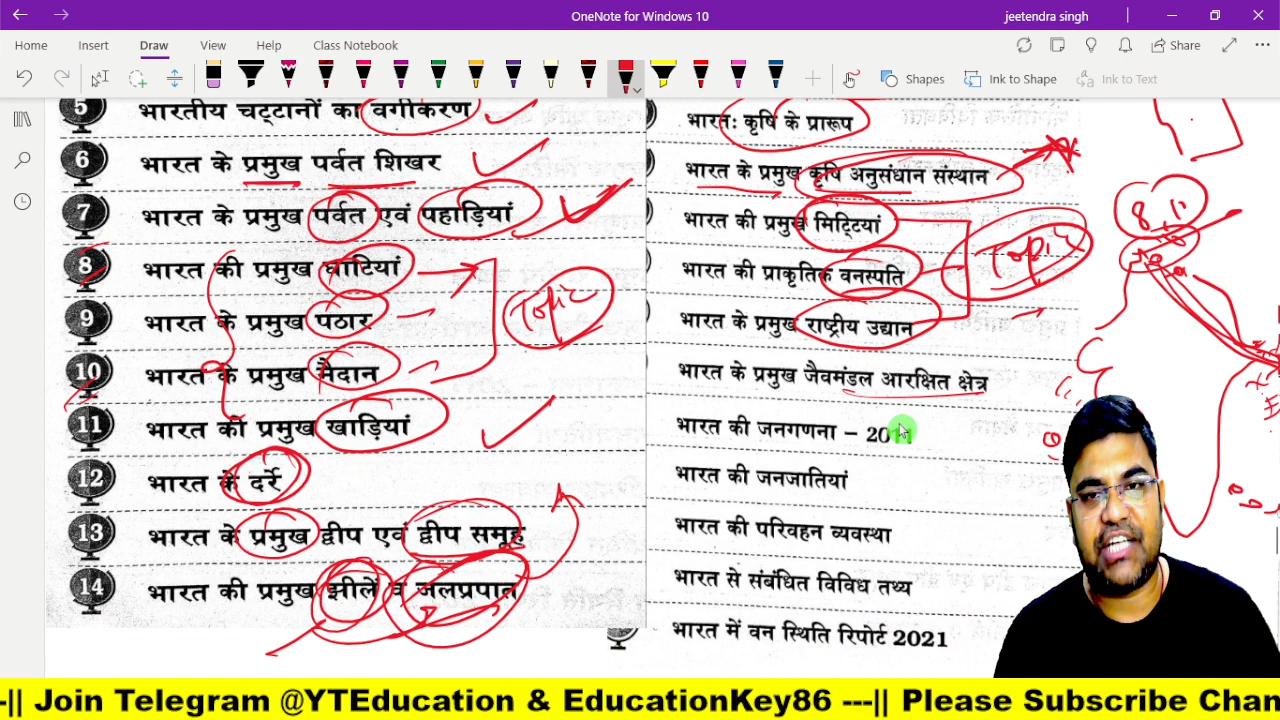 OneNote for Windows 10
jeetendra singh
Home Insert Draw View Help Class Notebook
Share
Shapes Ink to Shape Ink to Text
5 भारतीय चट्टानों का वर्गीकरण
6 भारत के प्रमुख पर्वत शिखर
7 भारत के प्रमुख पर्वत एवं पहाड़ियां
8 भारत की प्रमुख घाटियां
9 भारत के प्रमुख पठार
10 भारत के प्रमुख मैदान
11 भारत की प्रमुख खाड़ियां
12 भारत के दर्रे
13 भारत के प्रमुख द्वीप एवं द्वीप समूह
14 भारत की प्रमुख झीलें व जलप्रपात
Topic
भारत: कृषि के प्रारूप
भारत के प्रमुख कृषि अनुसंधान संस्थान
भारत की प्रमुख मिट्टियां
भारत की प्राकृतिक वनस्पति
भारत के प्रमुख राष्ट्रीय उद्यान
भारत के प्रमुख जैवमंडल आरक्षित क्षेत्र
भारत की जनगणना – 2011
भारत की जनजातियां
भारत की परिवहन व्यवस्था
भारत से संबंधित विविध तथ्य
भारत में वन स्थिति रिपोर्ट 2021
Topic
-|| Join Telegram @YTEducation & EducationKey86 ---|| Please Subscribe Chan